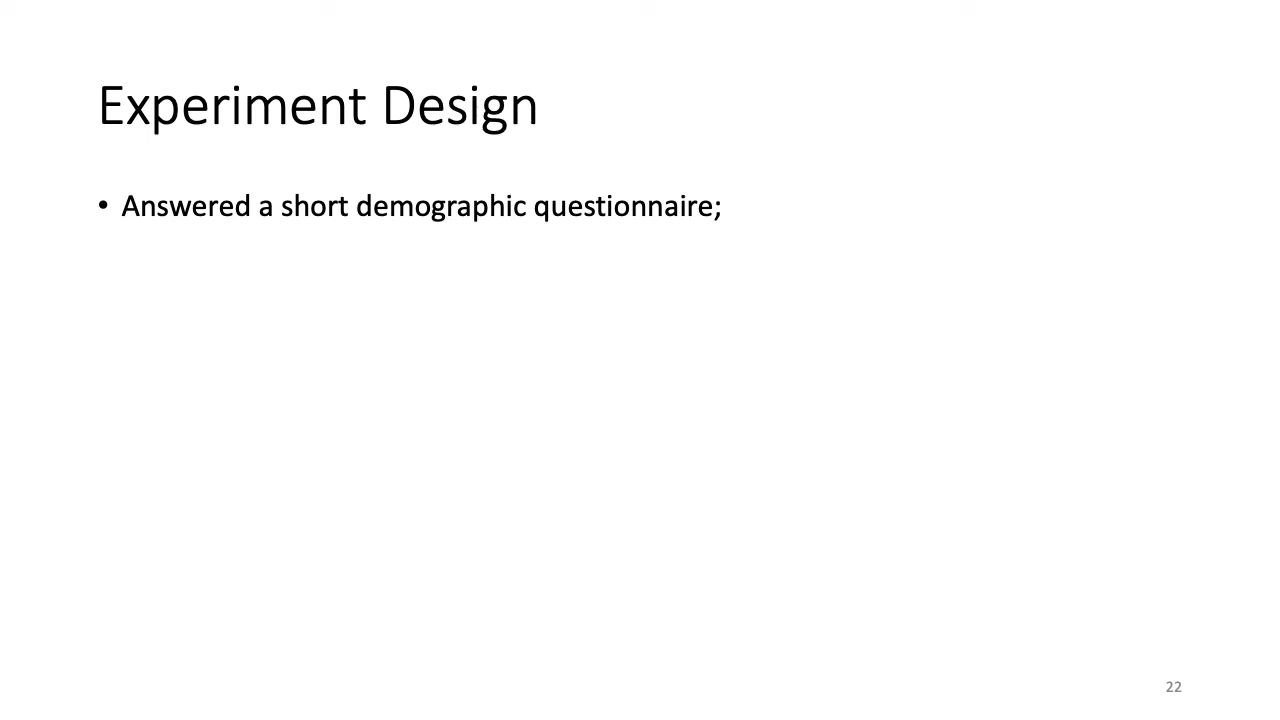 Experiment Design
• Answered a short demographic questionnaire;
22